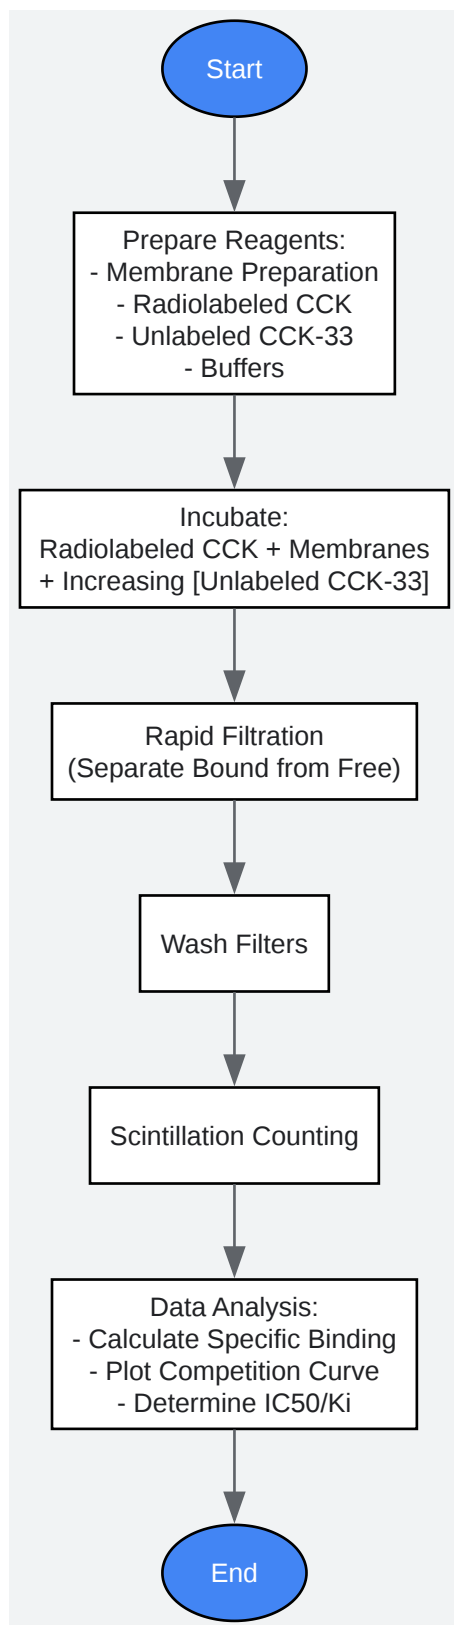 Start
Prepare Reagents:
- Membrane Preparation
- Radiolabeled CCK
- Unlabeled CCK-33
- Buffers
Incubate:
Radiolabeled CCK + Membranes
+ Increasing [Unlabeled CCK-33]
Rapid Filtration
(Separate Bound from Free)
Wash Filters
Scintillation Counting
Data Analysis:
- Calculate Specific Binding
- Plot Competition Curve
- Determine IC50/Ki
End